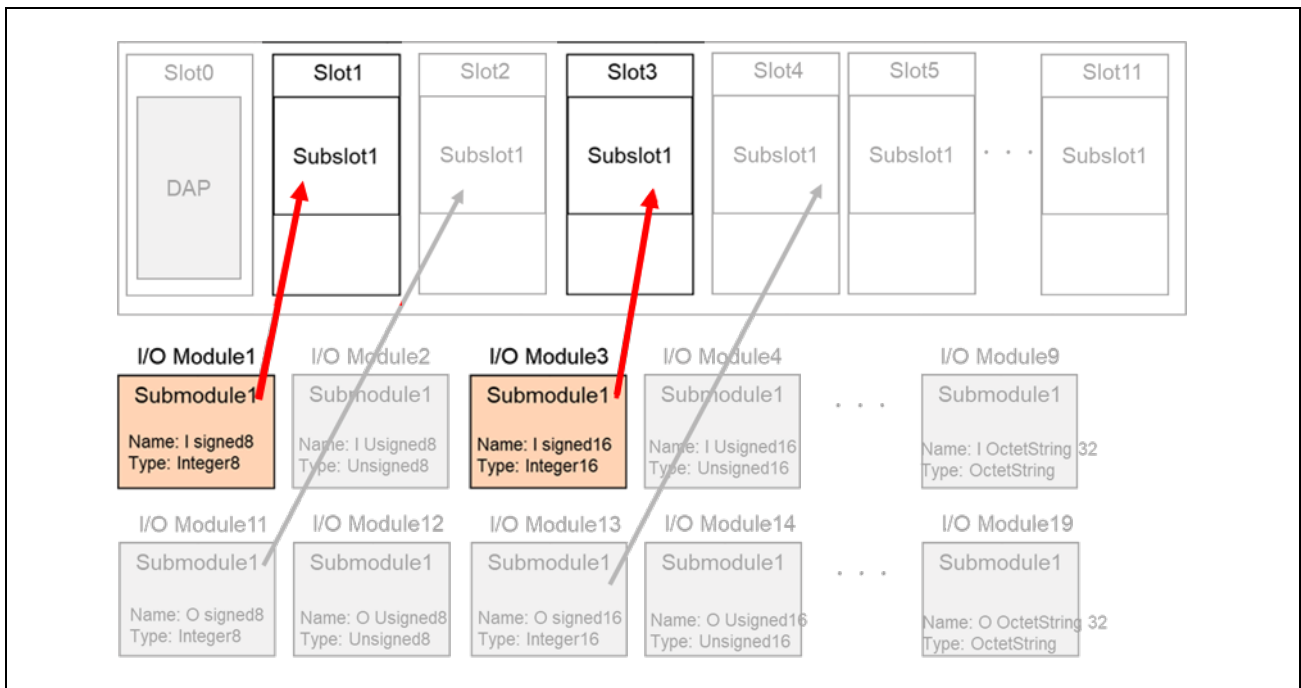 Slot0 Slot1 Slot2 Slot3 Slot4 Slot5 Slot11
DAP Subslot1 Subslot1 Subslot1 Subslot1 Subslot1 · · · Subslot1
I/O Module1 I/O Module2 I/O Module3 I/O Module4 I/O Module9
Submodule1 Submodule1 Submodule1 Submodule1 . . . Submodule1
Name: I signed8 Name: I Usigned8 Name: I signed16 Name: I Usigned16 Name: I OctetString 32
Type: Integer8 Type: Unsigned8 Type: Integer16 Type: Unsigned16 Type: OctetString
I/O Module11 I/O Module12 I/O Module13 I/O Module14 I/O Module19
Submodule1 Submodule1 Submodule1 Submodule1 . . . Submodule1
Name: O signed8 Name: O Usigned8 Name: O signed16 Name: O Usigned16 Name: O OctetString 32
Type: Integer8 Type: Unsigned8 Type: Integer16 Type: Unsigned16 Type: OctetString